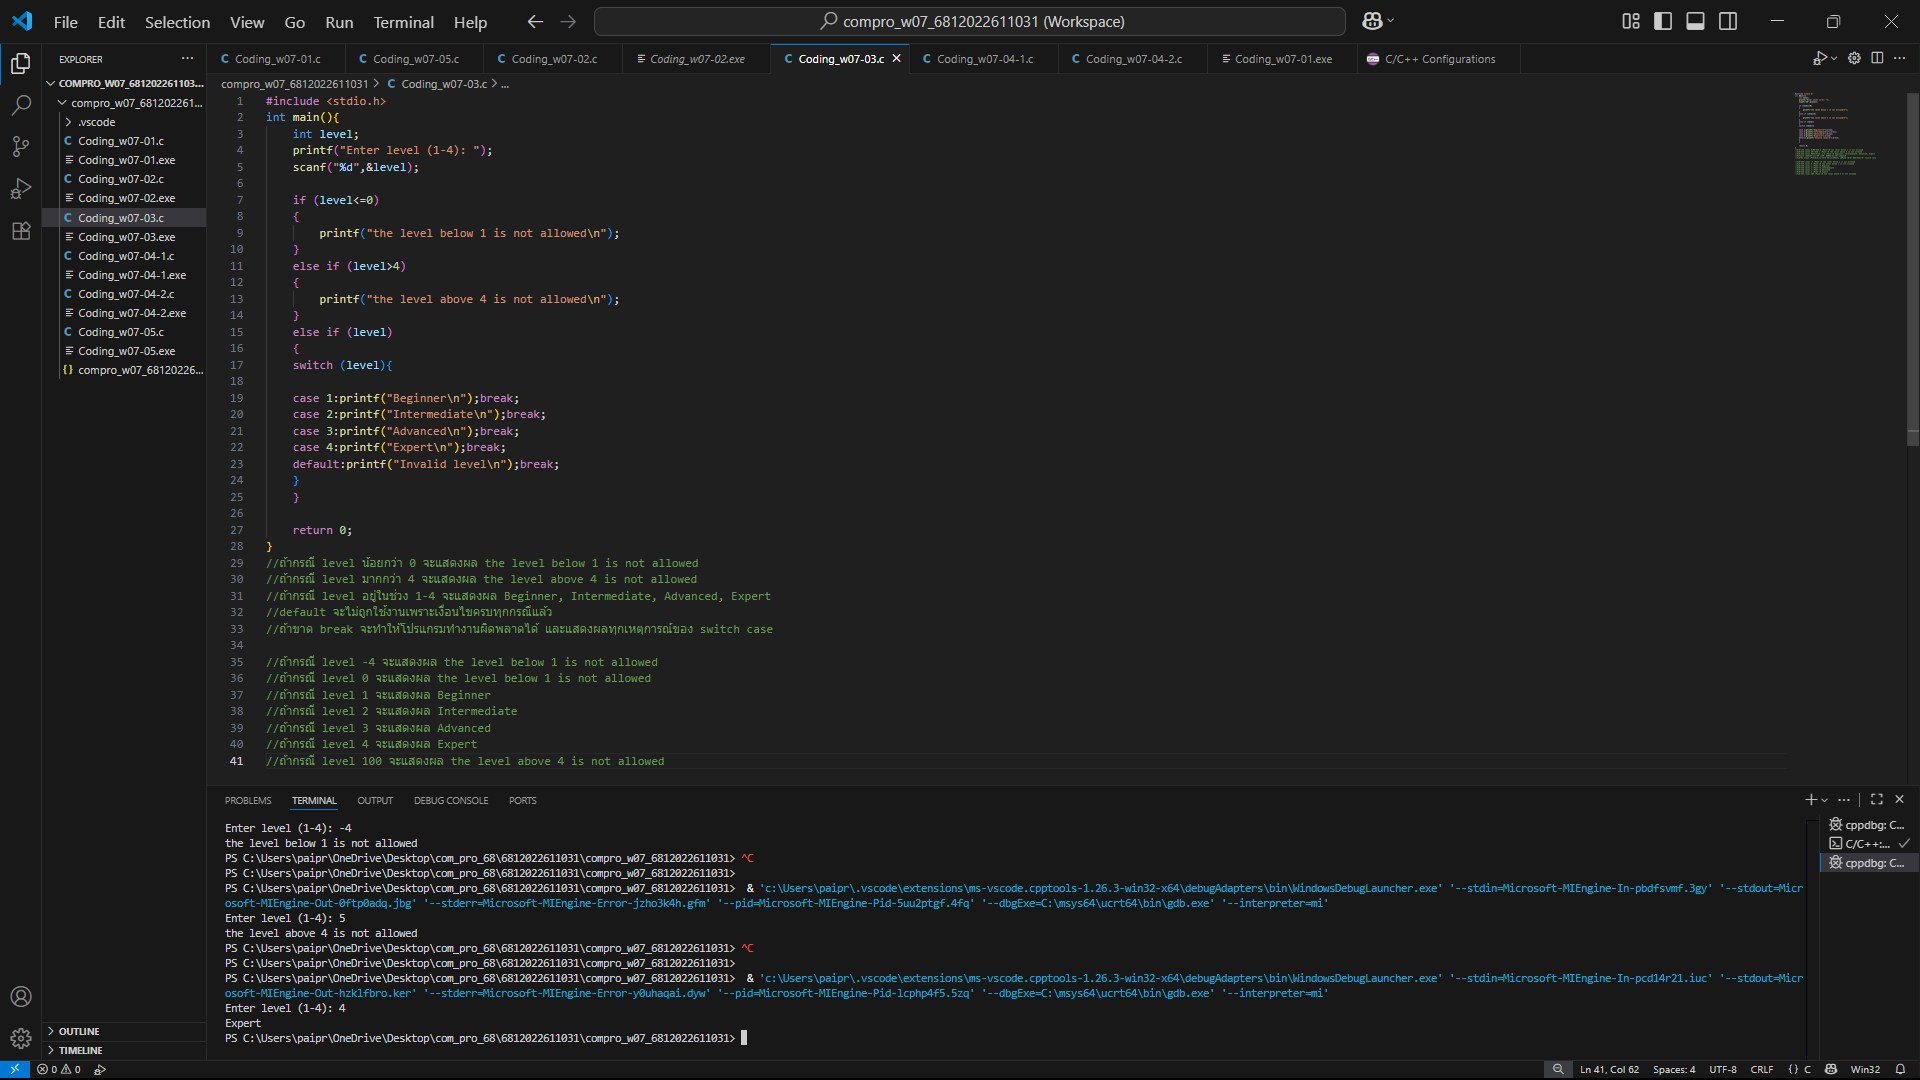 File Edit Selection View Go Run Terminal Help
compro_w07_6812022611031 (Workspace)
EXPLORER
COMPRO_W07_68120226110 3...
compro_w07_681202261...
.vscode
Coding_w07-01.c
Coding_w07-01.exe
Coding_w07-02.c
Coding_w07-02.exe
Coding_w07-03.c
Coding_w07-03.exe
Coding_w07-04-1.c
Coding_w07-04-1.exe
Coding_w07-04-2.c
Coding_w07-04-2.exe
Coding_w07-05.c
Coding_w07-05.exe
{} compro_w07_68120226...
OUTLINE
TIMELINE
C Coding_w07-01.c C Coding_w07-05.c C Coding_w07-02.c Coding_w07-02.exe C Coding_w07-03.c C Coding_w07-04-1.c C Coding_w07-04-2.c Coding_w07-01.exe C/C++ Configurations
compro_w07_6812022611031 > C Coding_w07-03.c > ...
1 #include <stdio.h>
2 int main(){
3 int level;
4 printf("Enter level (1-4): ");
5 scanf("%d",&level);
6
7 if (level<=0)
8 {
9 printf("the level below 1 is not allowed\n");
10 }
11 else if (level>4)
12 {
13 printf("the level above 4 is not allowed\n");
14 }
15 else if (level)
16 {
17 switch (level){
18
19 case 1:printf("Beginner\n");break;
20 case 2:printf("Intermediate\n");break;
21 case 3:printf("Advanced\n");break;
22 case 4:printf("Expert\n");break;
23 default:printf("Invalid level\n");break;
24 }
25 }
26
27 return 0;
28 }
29 //ถ้ากรณี level น้อยกว่า 0 จะแสดงผล the level below 1 is not allowed
30 //ถ้ากรณี level มากกว่า 4 จะแสดงผล the level above 4 is not allowed
31 //ถ้ากรณี level อยู่ในช่วง 1-4 จะแสดงผล Beginner, Intermediate, Advanced, Expert
32 //default จะไม่ถูกใช้งานเพราะเงื่อนไขครบทุกกรณีแล้ว
33 //ถ้าขาด break จะทำให้โปรแกรมทำงานผิดพลาดได้ และแสดงผลทุกเหตุการณ์ของ switch case
34
35 //ถ้ากรณี level -4 จะแสดงผล the level below 1 is not allowed
36 //ถ้ากรณี level 0 จะแสดงผล the level below 1 is not allowed
37 //ถ้ากรณี level 1 จะแสดงผล Beginner
38 //ถ้ากรณี level 2 จะแสดงผล Intermediate
39 //ถ้ากรณี level 3 จะแสดงผล Advanced
40 //ถ้ากรณี level 4 จะแสดงผล Expert
41 //ถ้ากรณี level 100 จะแสดงผล the level above 4 is not allowed
PROBLEMS TERMINAL OUTPUT DEBUG CONSOLE PORTS
Enter level (1-4): -4
the level below 1 is not allowed
PS C:\Users\paipr\OneDrive\Desktop\com_pro_68\6812022611031\compro_w07_6812022611031> ^C
PS C:\Users\paipr\OneDrive\Desktop\com_pro_68\6812022611031\compro_w07_6812022611031>
PS C:\Users\paipr\OneDrive\Desktop\com_pro_68\6812022611031\compro_w07_6812022611031> & 'c:\Users\paipr\.vscode\extensions\ms-vscode.cpptools-1.26.3-win32-x64\debugAdapters\bin\WindowsDebugLauncher.exe' '--stdin=Microsoft-MIEngine-In-pbdfsvmf.3gy' '--stdout=Micr
osoft-MIEngine-Out-0ftp0adq.jbg' '--stderr=Microsoft-MIEngine-Error-jzho3k4h.gfm' '--pid=Microsoft-MIEngine-Pid-5uu2ptgf.4fq' '--dbgExe=C:\msys64\ucrt64\bin\gdb.exe' '--interpreter=mi'
Enter level (1-4): 5
the level above 4 is not allowed
PS C:\Users\paipr\OneDrive\Desktop\com_pro_68\6812022611031\compro_w07_6812022611031> ^C
PS C:\Users\paipr\OneDrive\Desktop\com_pro_68\6812022611031\compro_w07_6812022611031>
PS C:\Users\paipr\OneDrive\Desktop\com_pro_68\6812022611031\compro_w07_6812022611031> & 'c:\Users\paipr\.vscode\extensions\ms-vscode.cpptools-1.26.3-win32-x64\debugAdapters\bin\WindowsDebugLauncher.exe' '--stdin=Microsoft-MIEngine-In-pcd14r21.iuc' '--stdout=Micr
osoft-MIEngine-Out-hzklfbro.ker' '--stderr=Microsoft-MIEngine-Error-y0uhaqai.dyw' '--pid=Microsoft-MIEngine-Pid-lcphp4f5.5zq' '--dbgExe=C:\msys64\ucrt64\bin\gdb.exe' '--interpreter=mi'
Enter level (1-4): 4
Expert
PS C:\Users\paipr\OneDrive\Desktop\com_pro_68\6812022611031\compro_w07_6812022611031>
cppdbg: C...
C/C++:...
cppdbg: C...
0 0
Ln 41, Col 62 Spaces: 4 UTF-8 CRLF {} C Win32